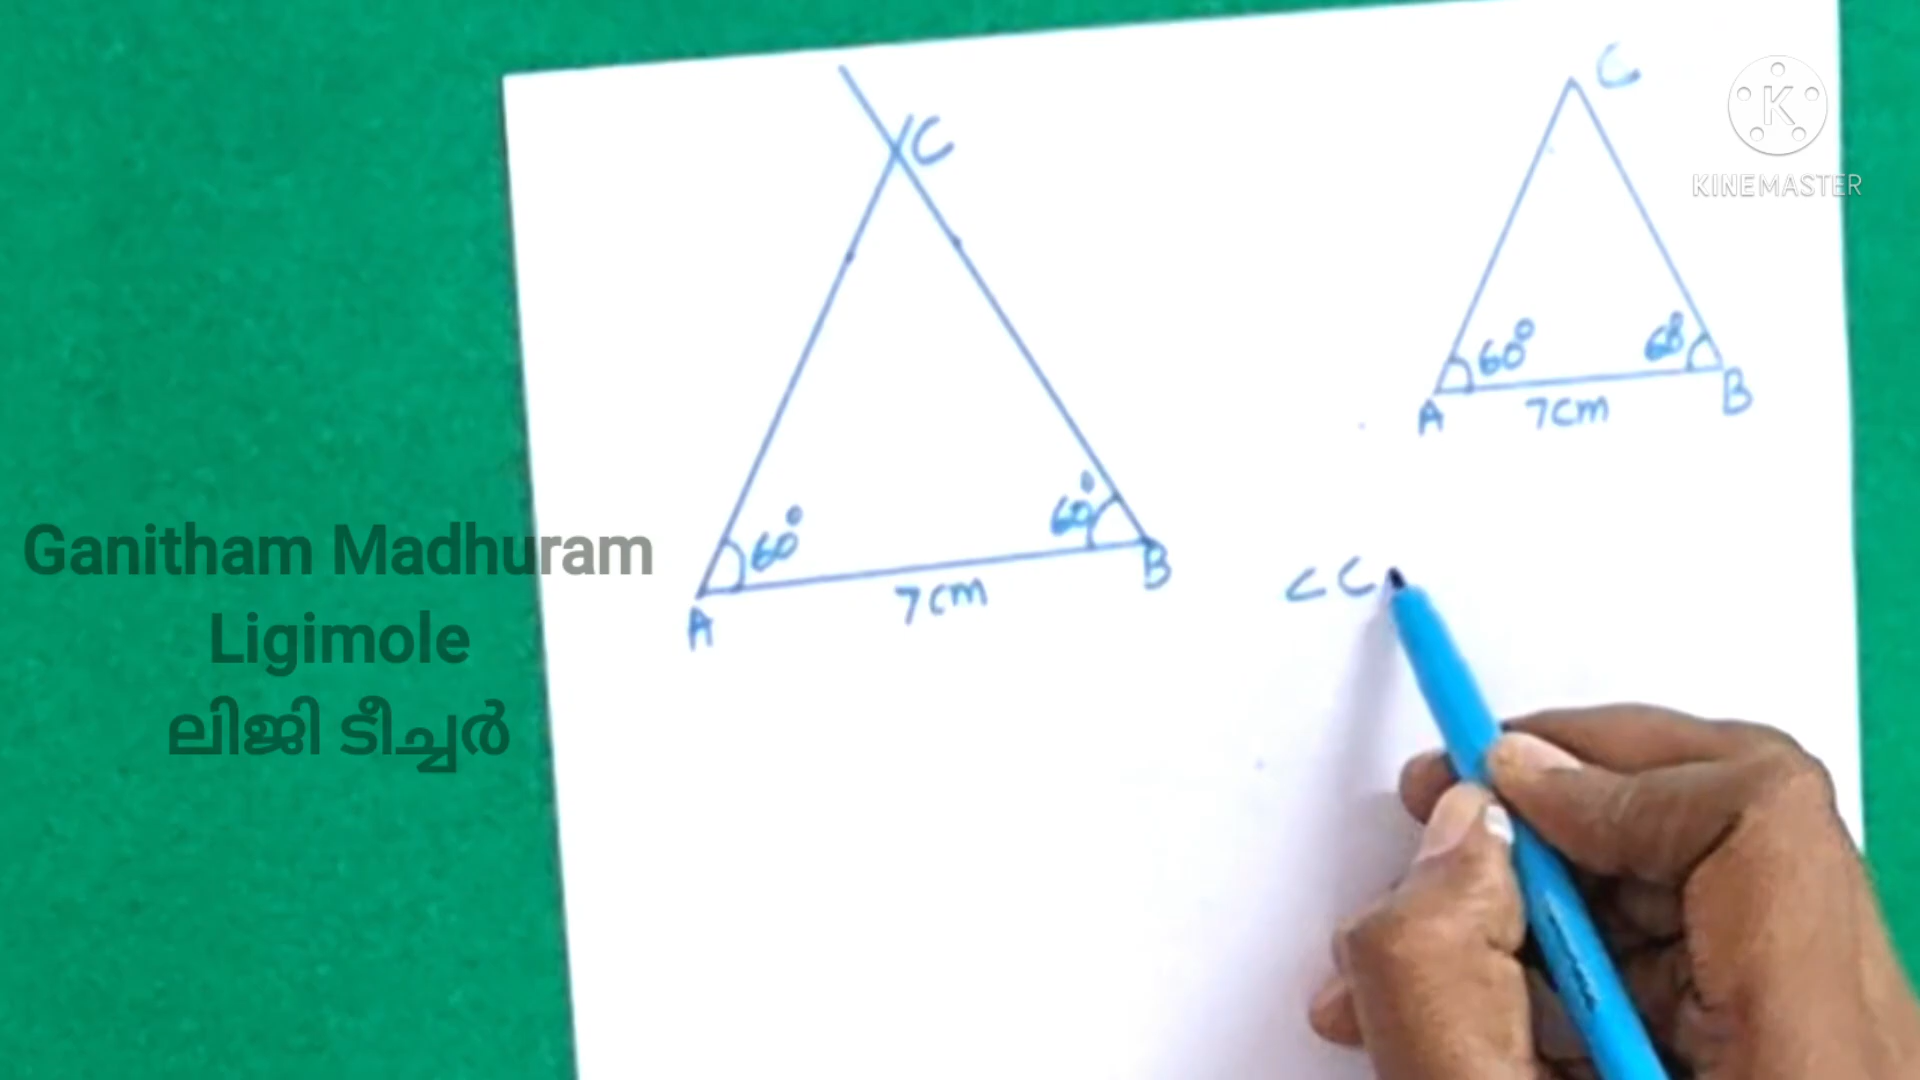 C
60°
60°
A
7cm
B
C
60°
60°
A
7cm
B
<C
K
KINEMASTER
Ganitham Madhuram
Ligimole
ലിജി ടീച്ചർ